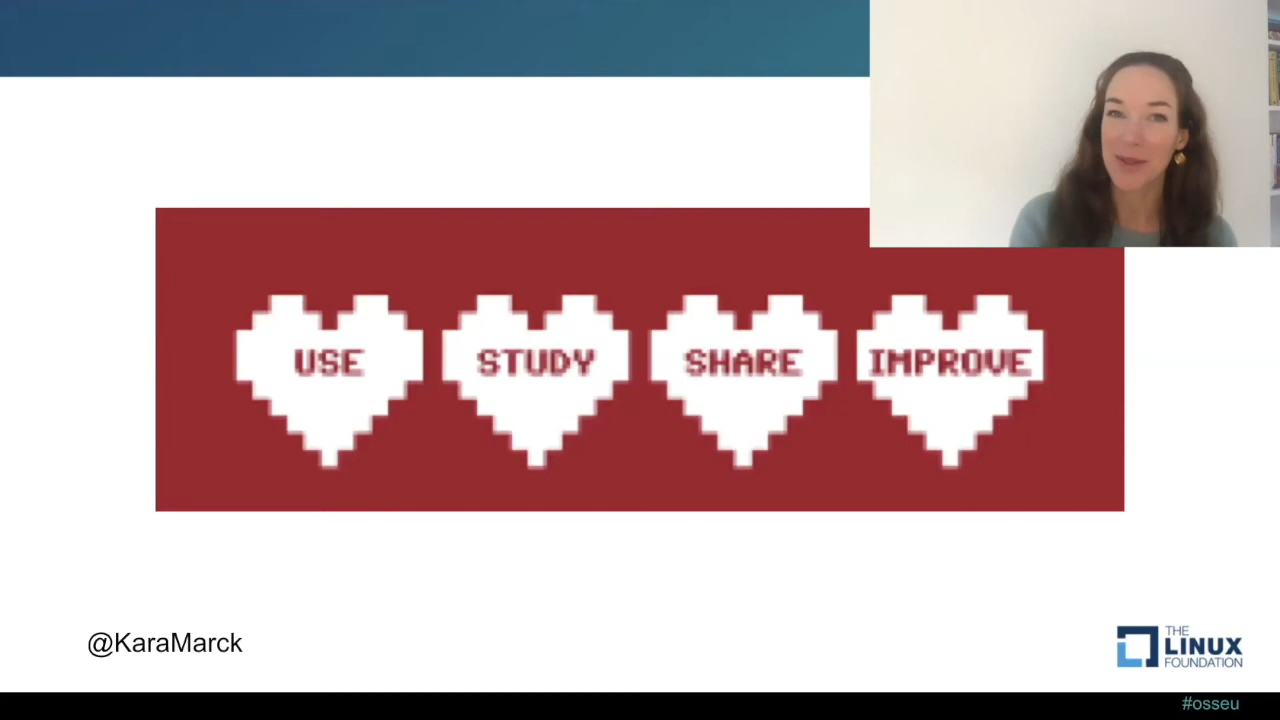 USE STUDY SHARE IMPROVE
@KaraMarck
THE
LINUX
FOUNDATION
#osseu